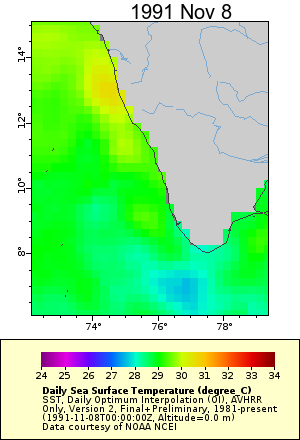 1991 Nov 8
14°
12°
10°
8°
74°
76°
78°
24 25 26 27 28 29 30 31 32 33 34
Daily Sea Surface Temperature (degree_C)
SST, Daily Optimum Interpolation (OI), AVHRR
Only, Version 2, Final+Preliminary, 1981-present
(1991-11-08T00:00:00Z, Altitude=0.0 m)
Data courtesy of NOAA NCEI